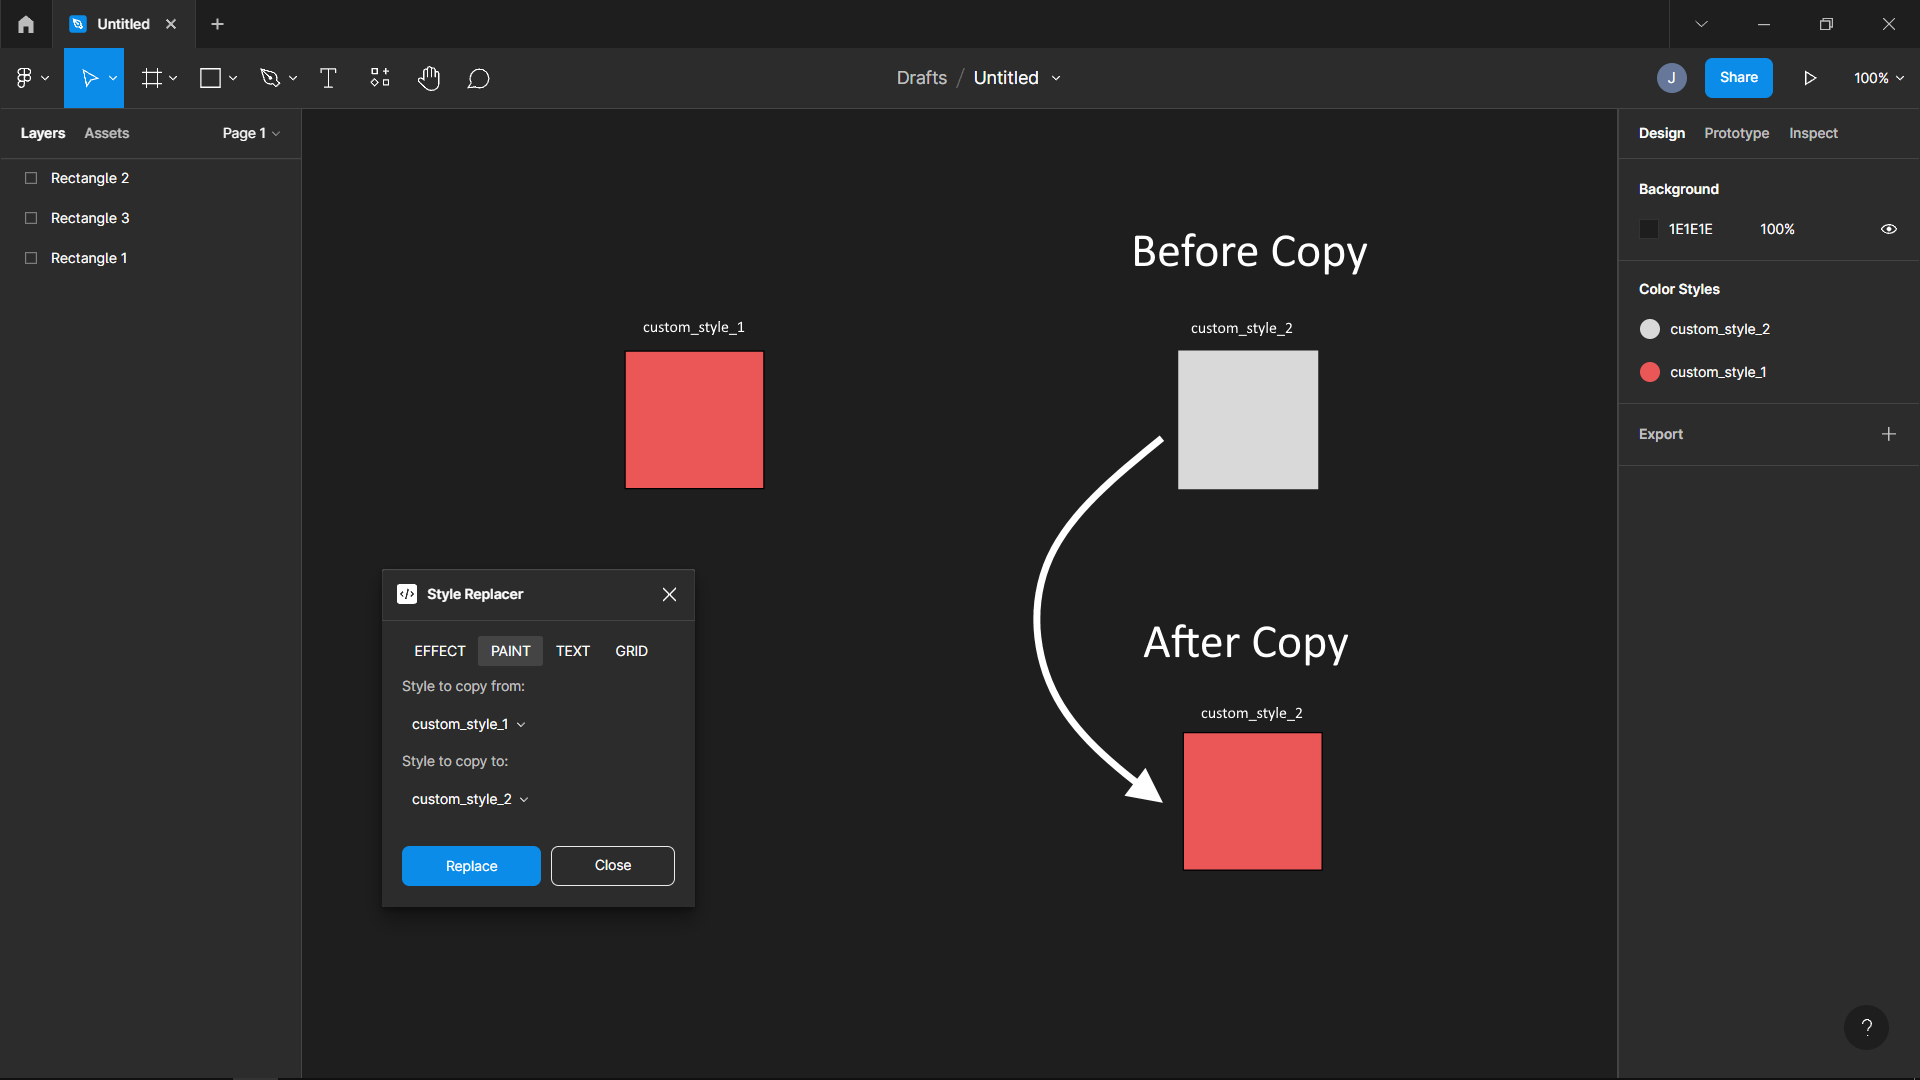 Untitled
Drafts / Untitled
J
Share
100%
Layers
Assets
Page 1
Rectangle 2
Rectangle 3
Rectangle 1
Before Copy
custom_style_1
custom_style_2
After Copy
custom_style_2
Style Replacer
EFFECT
PAINT
TEXT
GRID
Style to copy from:
custom_style_1
Style to copy to:
custom_style_2
Replace
Close
Design
Prototype
Inspect
Background
1E1E1E
100%
Color Styles
custom_style_2
custom_style_1
Export
?